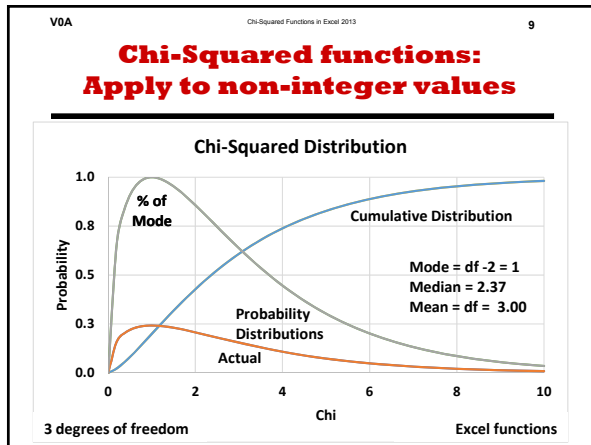 V0A
Chi-Squared Functions in Excel 2013
9
Chi-Squared functions:
Apply to non-integer values
Chi-Squared Distribution
1.0
0.8
0.5
0.3
0.0
Probability
% of
Mode
Cumulative Distribution
Mode = df -2 = 1
Median = 2.37
Mean = df = 3.00
Probability
Distributions
Actual
0 2 4 6 8 10
Chi
3 degrees of freedom
Excel functions